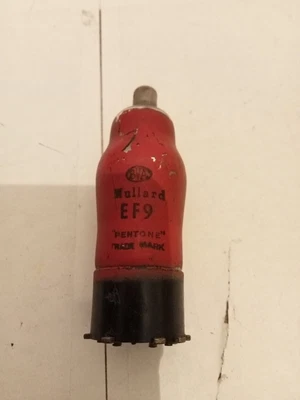 Mullard
EF9
"PENTONE"
TRADE MARK